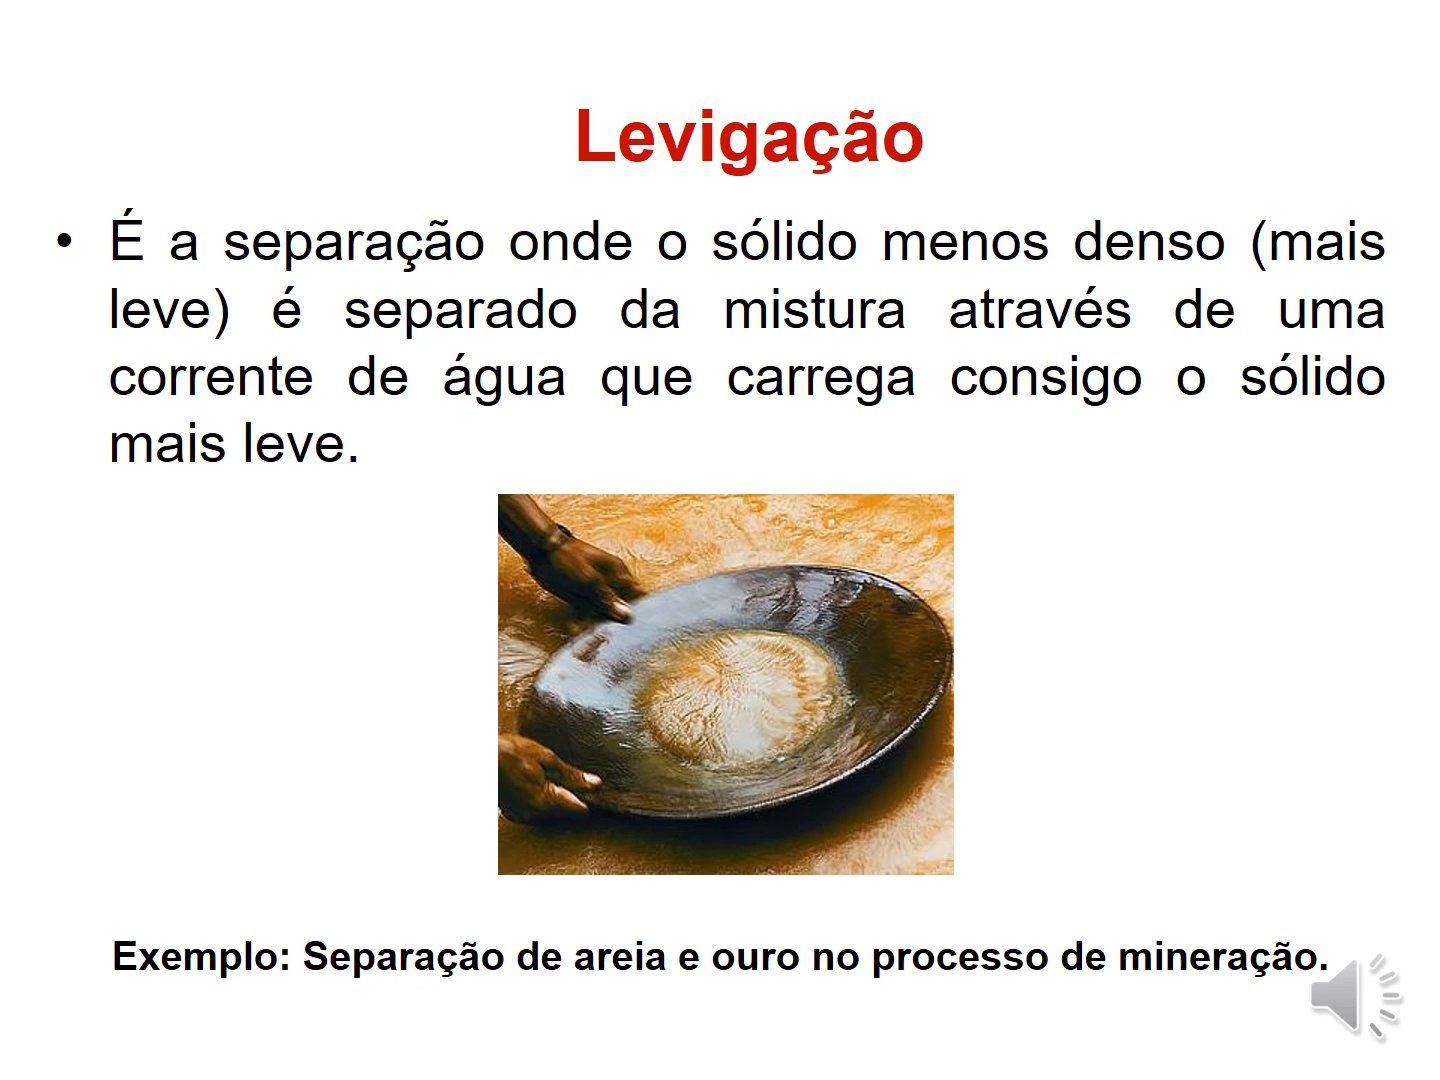 Levigação
• É a separação onde o sólido menos denso (mais
leve) é separado da mistura através de uma
corrente de água que carrega consigo o sólido
mais leve.
Exemplo: Separação de areia e ouro no processo de mineração.